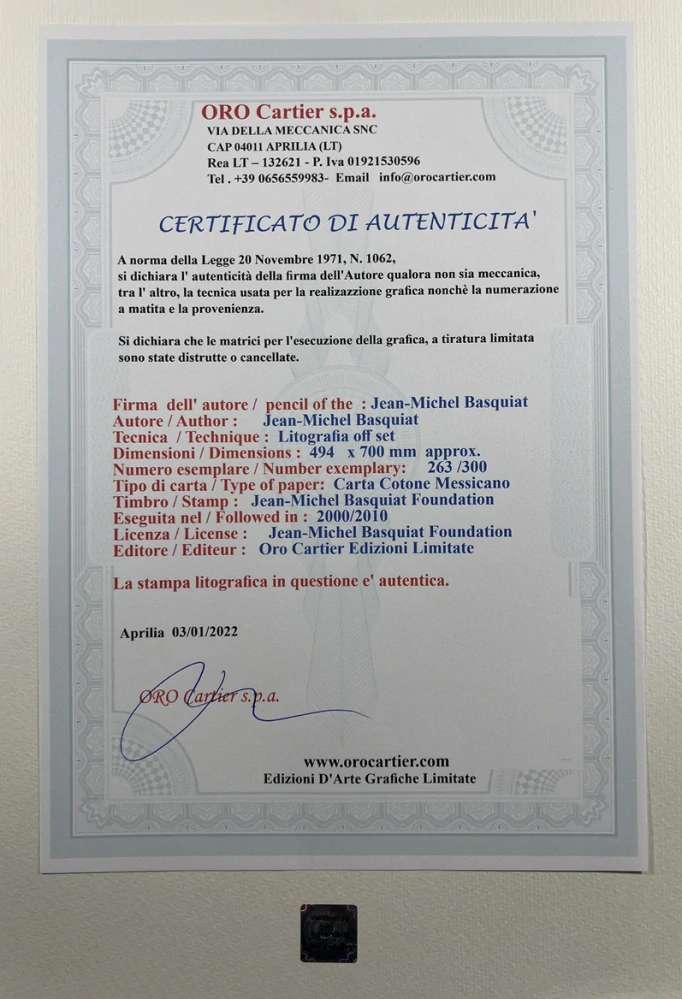 ORO Cartier s.p.a.
VIA DELLA MECCANICA SNC
CAP 04011 APRILIA (LT)
Rea LT – 132621 - P. Iva 01921530596
Tel . +39 0656559983- Email info@orocartier.com
CERTIFICATO DI AUTENTICITA'
A norma della Legge 20 Novembre 1971, N. 1062,
si dichiara l' autenticità della firma dell'Autore qualora non sia meccanica,
tra l' altro, la tecnica usata per la realizazzione grafica nonchè la numerazione
a matita e la provenienza.
Si dichiara che le matrici per l'esecuzione della grafica, a tiratura limitata
sono state distrutte o cancellate.
Firma dell' autore / pencil of the : Jean-Michel Basquiat
Autore / Author : Jean-Michel Basquiat
Tecnica / Technique : Litografia off set
Dimensioni / Dimensions : 494 x 700 mm approx.
Numero esemplare / Number exemplary: 263 /300
Tipo di carta / Type of paper: Carta Cotone Messicano
Timbro / Stamp : Jean-Michel Basquiat Foundation
Eseguita nel / Followed in : 2000/2010
Licenza / License : Jean-Michel Basquiat Foundation
Editore / Editeur : Oro Cartier Edizioni Limitate
La stampa litografica in questione e' autentica.
Aprilia 03/01/2022
ORO Cartier s.p.a.
www.orocartier.com
Edizioni D'Arte Grafiche Limitate